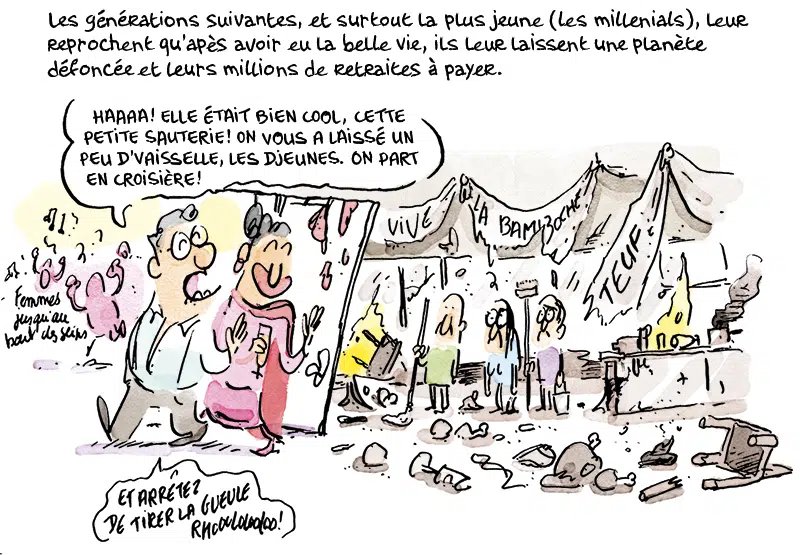 Les générations suivantes, et surtout la plus jeune (les millenials), leur
reprochent qu'apès avoir eu la belle vie, ils leur laissent une planète
défoncée et leurs millions de retraites à payer.
HAAAA! ELLE ÉTAIT BIEN COOL, CETTE
PETITE SAUTERIE! ON VOUS A LAISSÉ UN
PEU D'VAISSELLE, LES DJEUNES. ON PART
EN CROISIÈRE!
VIVE
LA BAMBOCHE
TEUF
Femmes
jusqu'au
bout des seins
ET ARRÊTEZ
DE TIRER LA GUEULE